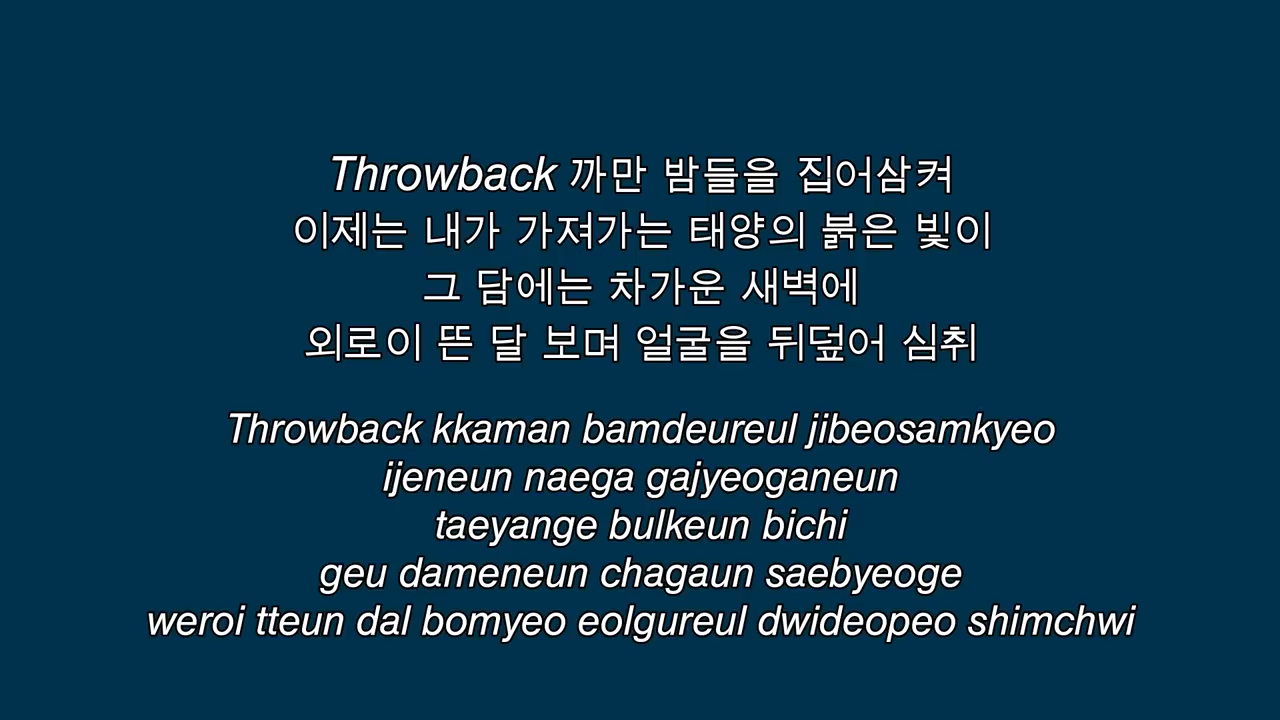 Throwback 까만 밤들을 집어삼켜
이제는 내가 가져가는 태양의 붉은 빛이
그 담에는 차가운 새벽에
외로이 뜬 달 보며 얼굴을 뒤덮어 심취
Throwback kkaman bamdeureul jibeosamkyeo
ijeneun naega gajyeoganeun
taeyange bulkeun bichi
geu dameneun chagaun saebyeoge
weroi tteun dal bomyeo eolgureul dwideopeo shimchwi